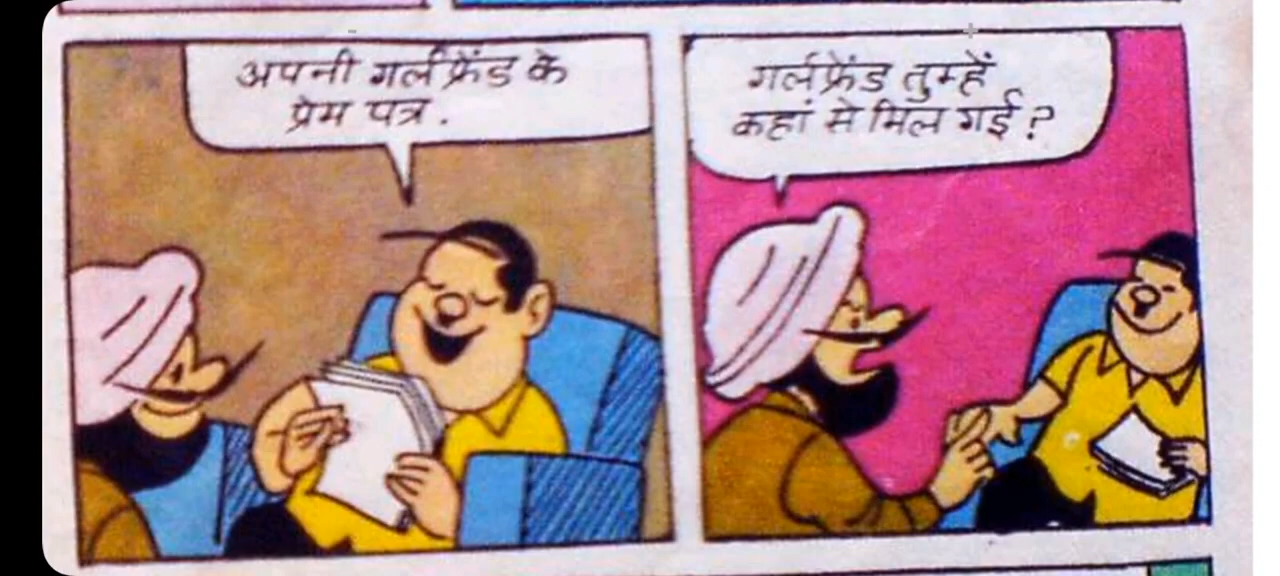 अपनी गर्लफ्रेंड के
प्रेम पत्र.
गर्लफ्रेंड तुम्हें
कहां से मिल गई?